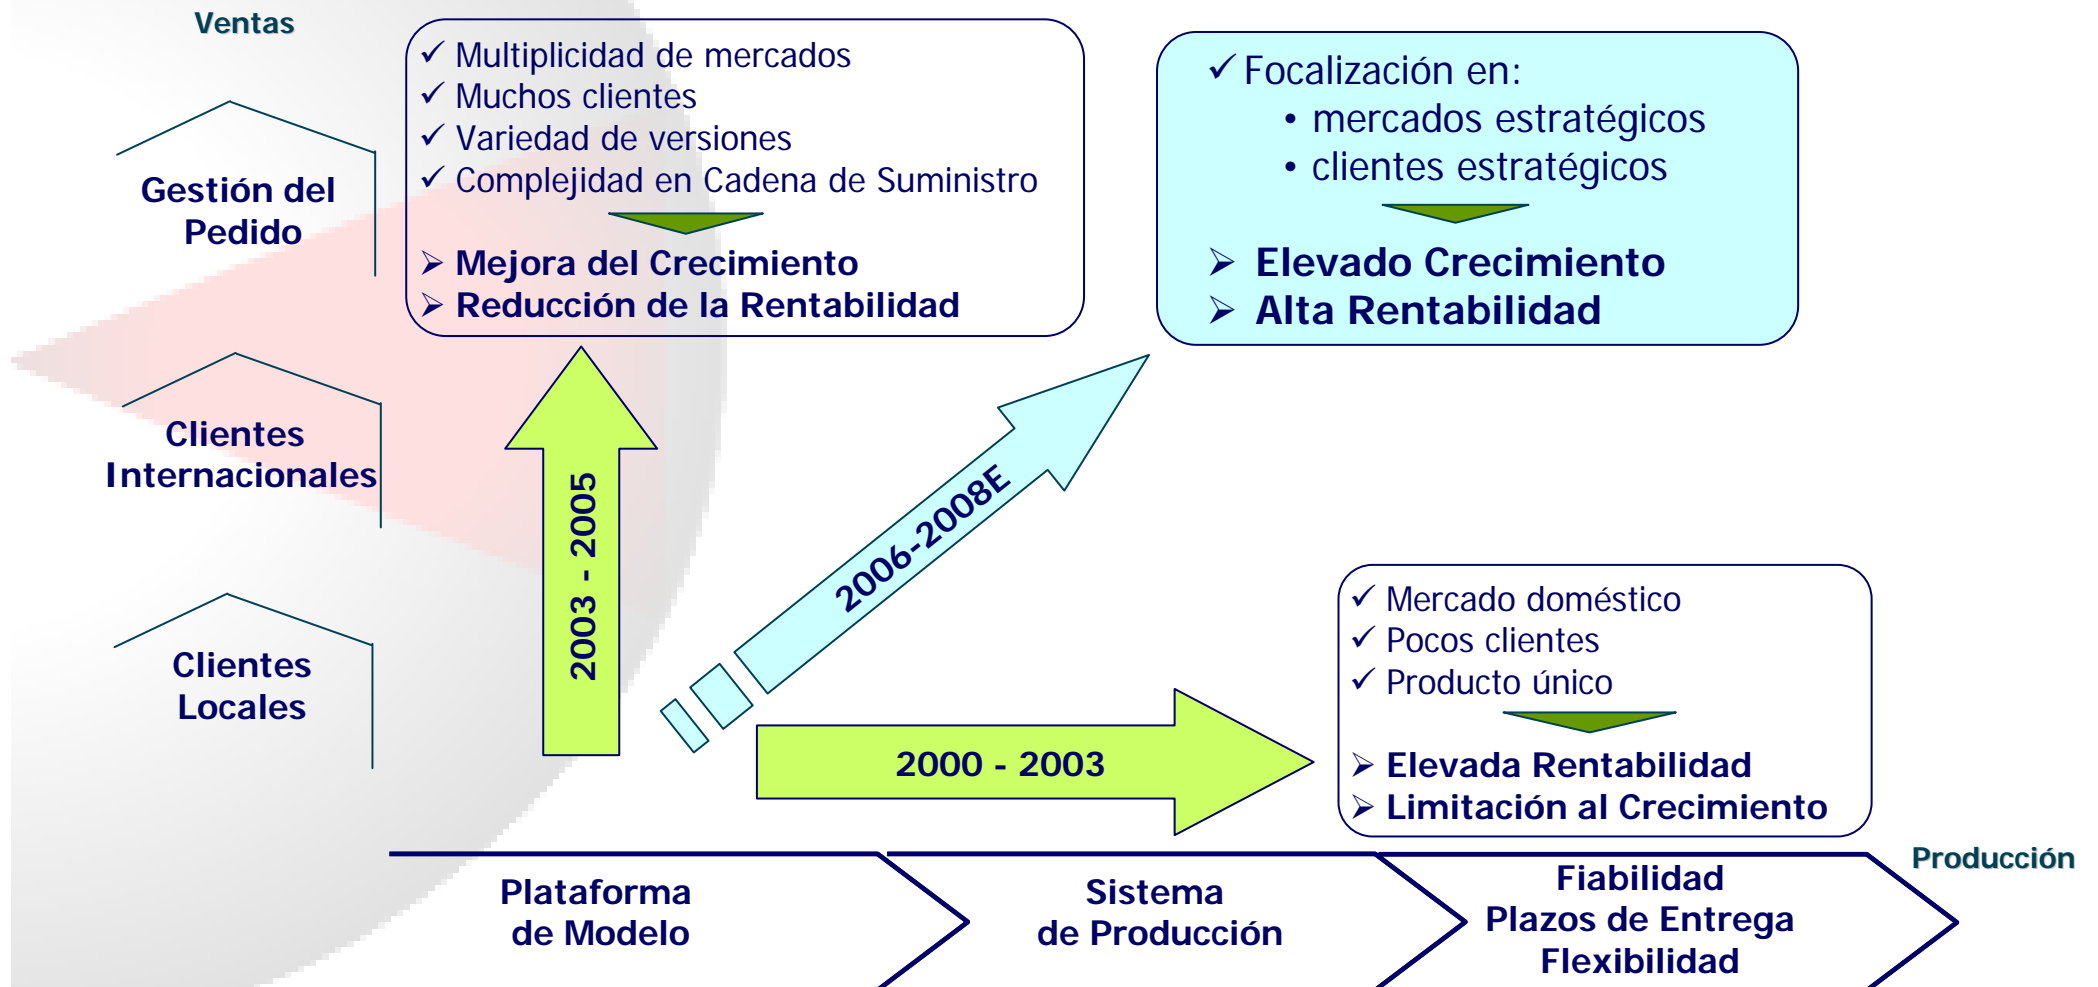 Ventas
✓ Multiplicidad de mercados
✓ Muchos clientes
✓ Variedad de versiones
✓ Complejidad en Cadena de Suministro
➢ Mejora del Crecimiento
➢ Reducción de la Rentabilidad
✓ Focalización en:
• mercados estratégicos
• clientes estratégicos
➢ Elevado Crecimiento
➢ Alta Rentabilidad
Gestión del
Pedido
Clientes
Internacionales
Clientes
Locales
2003 - 2005
2006-2008E
2000 - 2003
✓ Mercado doméstico
✓ Pocos clientes
✓ Producto único
➢ Elevada Rentabilidad
➢ Limitación al Crecimiento
Producción
Plataforma
de Modelo
Sistema
de Producción
Fiabilidad
Plazos de Entrega
Flexibilidad